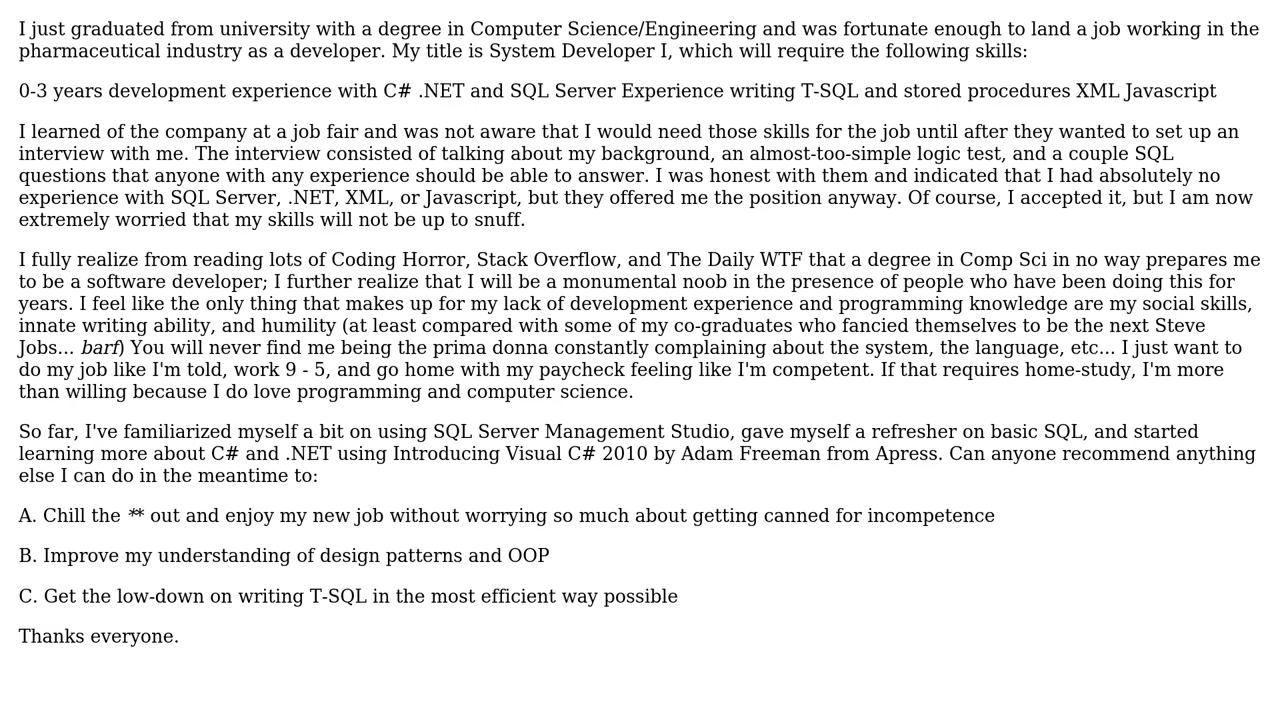 I just graduated from university with a degree in Computer Science/Engineering and was fortunate enough to land a job working in the
pharmaceutical industry as a developer. My title is System Developer I, which will require the following skills:
0-3 years development experience with C# .NET and SQL Server Experience writing T-SQL and stored procedures XML Javascript
I learned of the company at a job fair and was not aware that I would need those skills for the job until after they wanted to set up an
interview with me. The interview consisted of talking about my background, an almost-too-simple logic test, and a couple SQL
questions that anyone with any experience should be able to answer. I was honest with them and indicated that I had absolutely no
experience with SQL Server, .NET, XML, or Javascript, but they offered me the position anyway. Of course, I accepted it, but I am now
extremely worried that my skills will not be up to snuff.
I fully realize from reading lots of Coding Horror, Stack Overflow, and The Daily WTF that a degree in Comp Sci in no way prepares me
to be a software developer; I further realize that I will be a monumental noob in the presence of people who have been doing this for
years. I feel like the only thing that makes up for my lack of development experience and programming knowledge are my social skills,
innate writing ability, and humility (at least compared with some of my co-graduates who fancied themselves to be the next Steve
Jobs... barf) You will never find me being the prima donna constantly complaining about the system, the language, etc... I just want to
do my job like I'm told, work 9 - 5, and go home with my paycheck feeling like I'm competent. If that requires home-study, I'm more
than willing because I do love programming and computer science.
So far, I've familiarized myself a bit on using SQL Server Management Studio, gave myself a refresher on basic SQL, and started
learning more about C# and .NET using Introducing Visual C# 2010 by Adam Freeman from Apress. Can anyone recommend anything
else I can do in the meantime to:
A. Chill the ** out and enjoy my new job without worrying so much about getting canned for incompetence
B. Improve my understanding of design patterns and OOP
C. Get the low-down on writing T-SQL in the most efficient way possible
Thanks everyone.